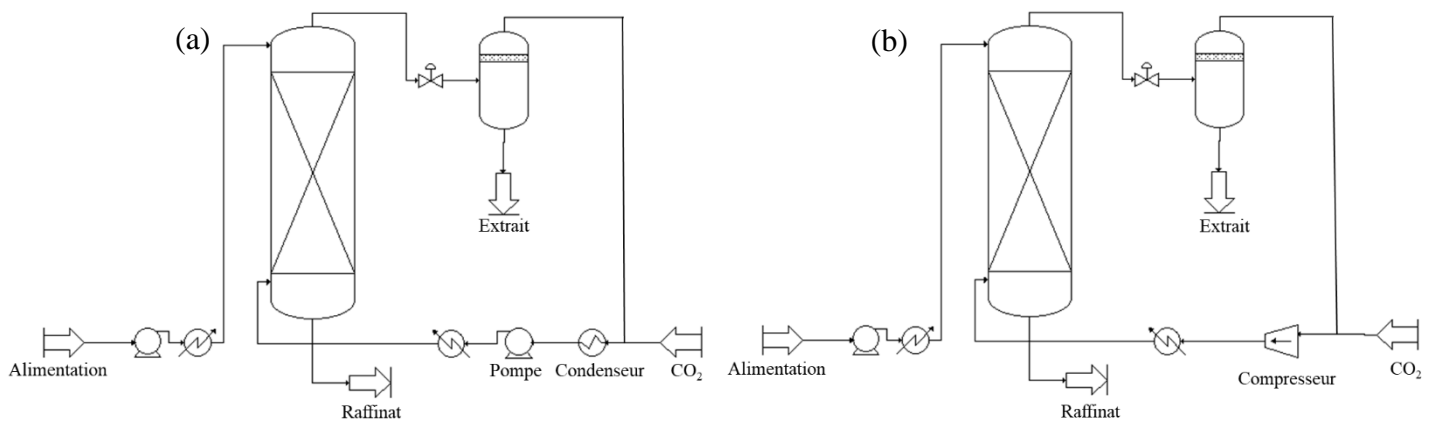 (a)
Extrait
Alimentation
Pompe
Condenseur
CO₂
Raffinat
(b)
Extrait
Alimentation
Compresseur
CO₂
Raffinat